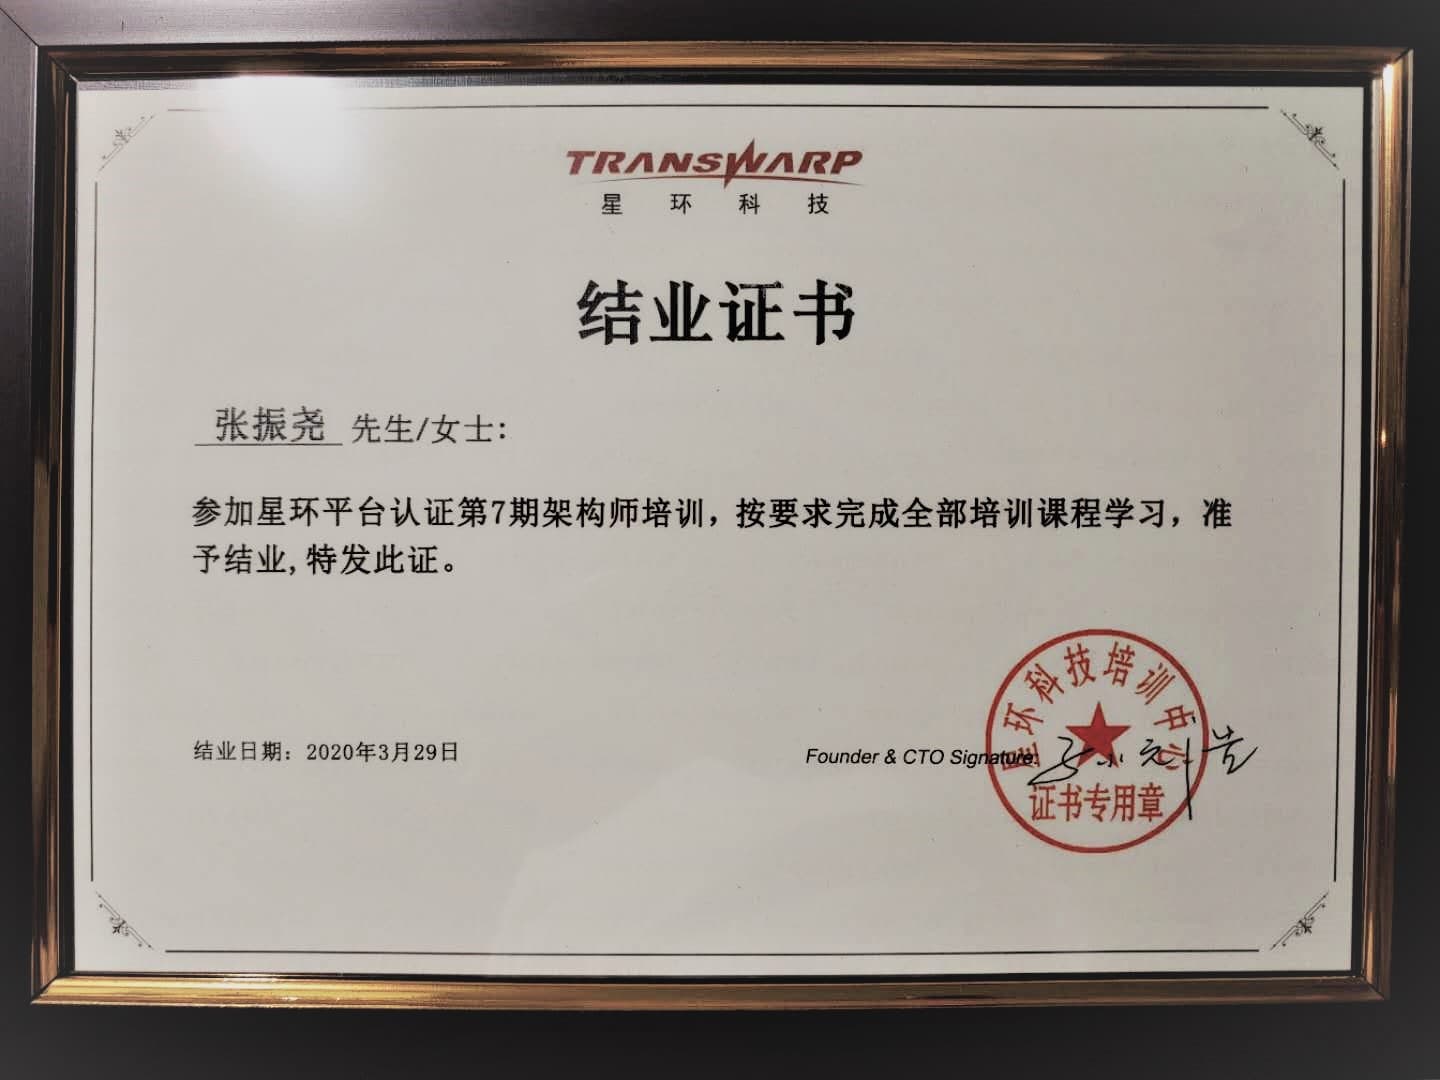 TRANSWARP
星环科技
结业证书
张振尧 先生/女士:
参加星环平台认证第7期架构师培训，按要求完成全部培训课程学习，准
予结业,特发此证。
结业日期：2020年3月29日
Founder & CTO Signature:
星环科技培训中心
证书专用章